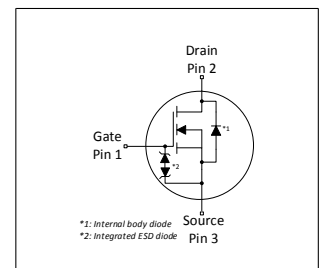 Drain
Pin 2
*1
Gate
Pin 1
*2
Source
Pin 3
*1: Internal body diode
*2: Integrated ESD diode